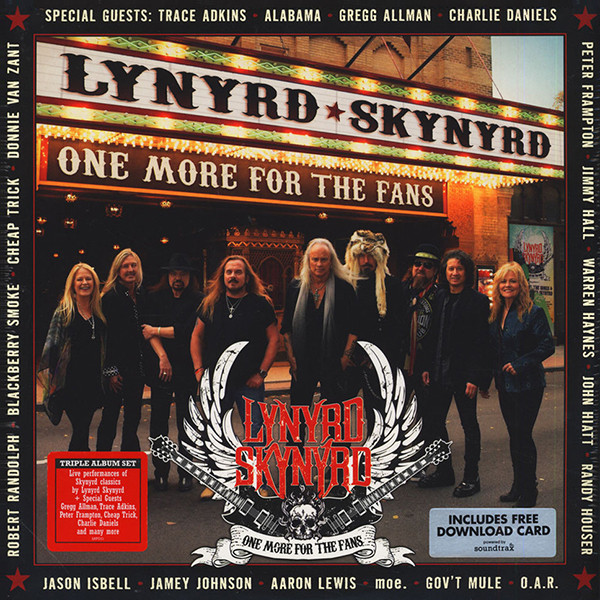 SPECIAL GUESTS: TRACE ADKINS - ALABAMA - GREGG ALLMAN - CHARLIE DANIELS
PETER FRAMPTON - JIMMY HALL - WARREN HAYNES - JOHN HIATT - RANDY HOUSER
ROBERT RANDOLPH - BLACKBERRY SMOKE - CHEAP TRICK - DONNIE VAN ZANT
LYNYRD★SKYNYRD
ONE MORE FOR THE FANS
LYNYRD
SKYNYRD
LYNYRD
SKYNYRD
ONE MORE FOR THE FANS
TRIPLE ALBUM SET
Live performances of
Skynyrd classics
by Lynyrd Skynyrd
+ Special Guests
Gregg Allman, Trace Adkins,
Peter Frampton, Cheap Trick,
Charlie Daniels
and many more
INCLUDES FREE
DOWNLOAD CARD
powered by
soundtrak
JASON ISBELL - JAMEY JOHNSON - AARON LEWIS - moe. - GOV'T MULE - O.A.R.